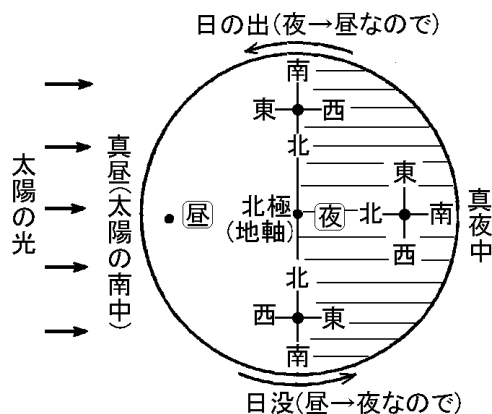 日の出(夜→昼なので)
南
東
西
北
太陽の光
真昼(太陽の南中)
昼
北極
(地軸)
夜
東
北
南
西
真夜中
北
西
東
南
日没(昼→夜なので)